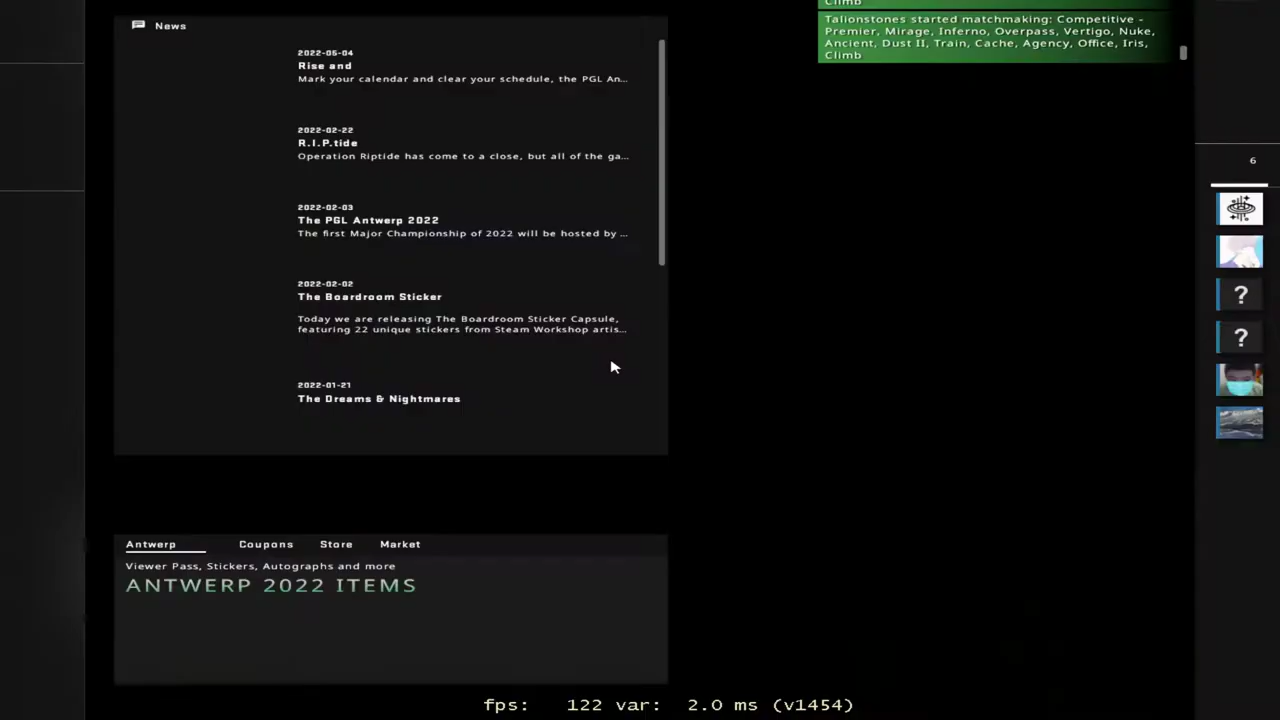 News
2022-05-04
Rise and
Mark your calendar and clear your schedule, the PGL An...
2022-02-22
R.I.P.tide
Operation Riptide has come to a close, but all of the ga...
2022-02-03
The PGL Antwerp 2022
The first Major Championship of 2022 will be hosted by ...
2022-02-02
The Boardroom Sticker
Today we are releasing The Boardroom Sticker Capsule,
featuring 22 unique stickers from Steam Workshop artis...
2022-01-21
The Dreams & Nightmares
Climb
Talionstones started matchmaking: Competitive -
Premier, Mirage, Inferno, Overpass, Vertigo, Nuke,
Ancient, Dust II, Train, Cache, Agency, Office, Iris,
Climb
6
?
?
Antwerp Coupons Store Market
Viewer Pass, Stickers, Autographs and more
ANTWERP 2022 ITEMS
fps: 122 var: 2.0 ms (v1454)